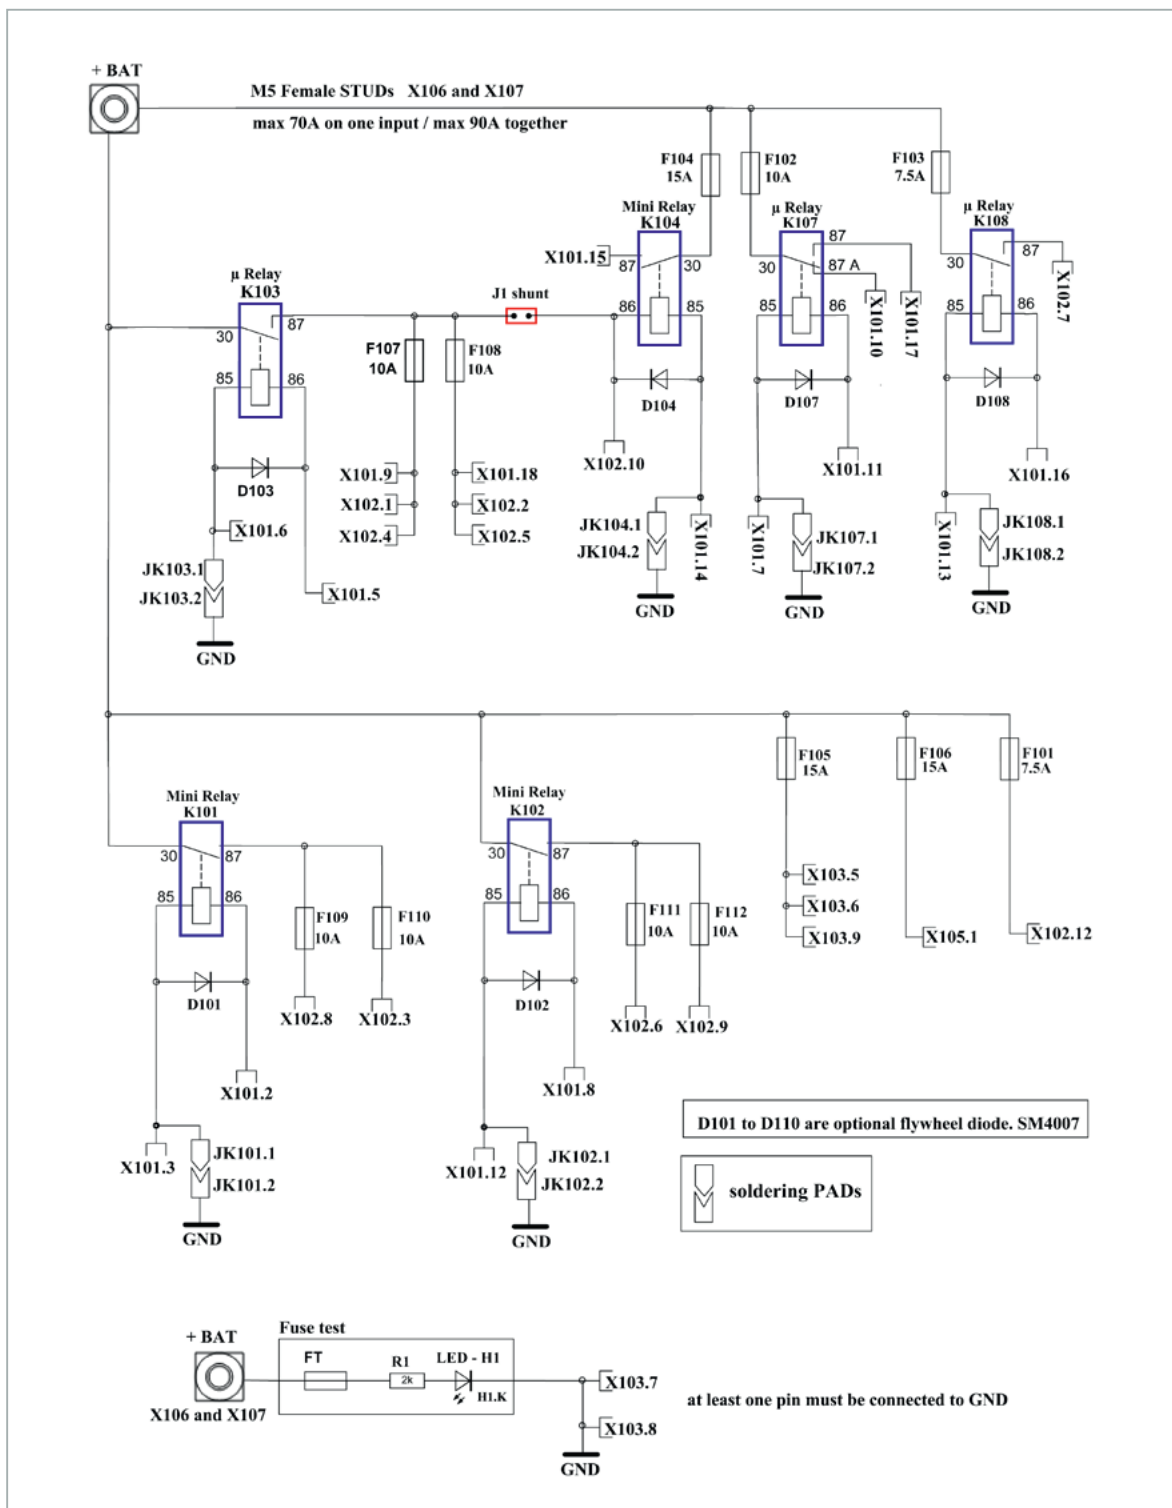 + BAT
M5 Female STUDs X106 and X107
max 70A on one input / max 90A together
F104
15A
F102
10A
F103
7.5A
Mini Relay
K104
µ Relay
K107
µ Relay
K108
X101.15
87
30
86
85
30
87
87 A
85
86
X101.10
X101.17
30
87
85
86
X102.7
µ Relay
K103
30
87
85
86
J1 shunt
F107
10A
F108
10A
D104
D107
D108
D103
X102.10
X101.11
X101.16
X101.9
X102.1
X102.4
X101.18
X102.2
X102.5
X101.6
JK103.1
JK103.2
X101.5
GND
JK104.1
JK104.2
X101.14
GND
X101.7
JK107.1
JK107.2
GND
X101.13
JK108.1
JK108.2
GND
F105
15A
F106
15A
F101
7.5A
Mini Relay
K101
30
87
85
86
Mini Relay
K102
30
87
85
86
F109
10A
F110
10A
F111
10A
F112
10A
X103.5
X103.6
X103.9
X105.1
X102.12
D101
D102
X102.8
X102.3
X102.6
X102.9
X101.2
X101.8
X101.3
JK101.1
JK101.2
GND
X101.12
JK102.1
JK102.2
GND
D101 to D110 are optional flywheel diode. SM4007
soldering PADs
+ BAT
X106 and X107
Fuse test
FT
R1
2k
LED - H1
H1.K
X103.7
X103.8
GND
at least one pin must be connected to GND